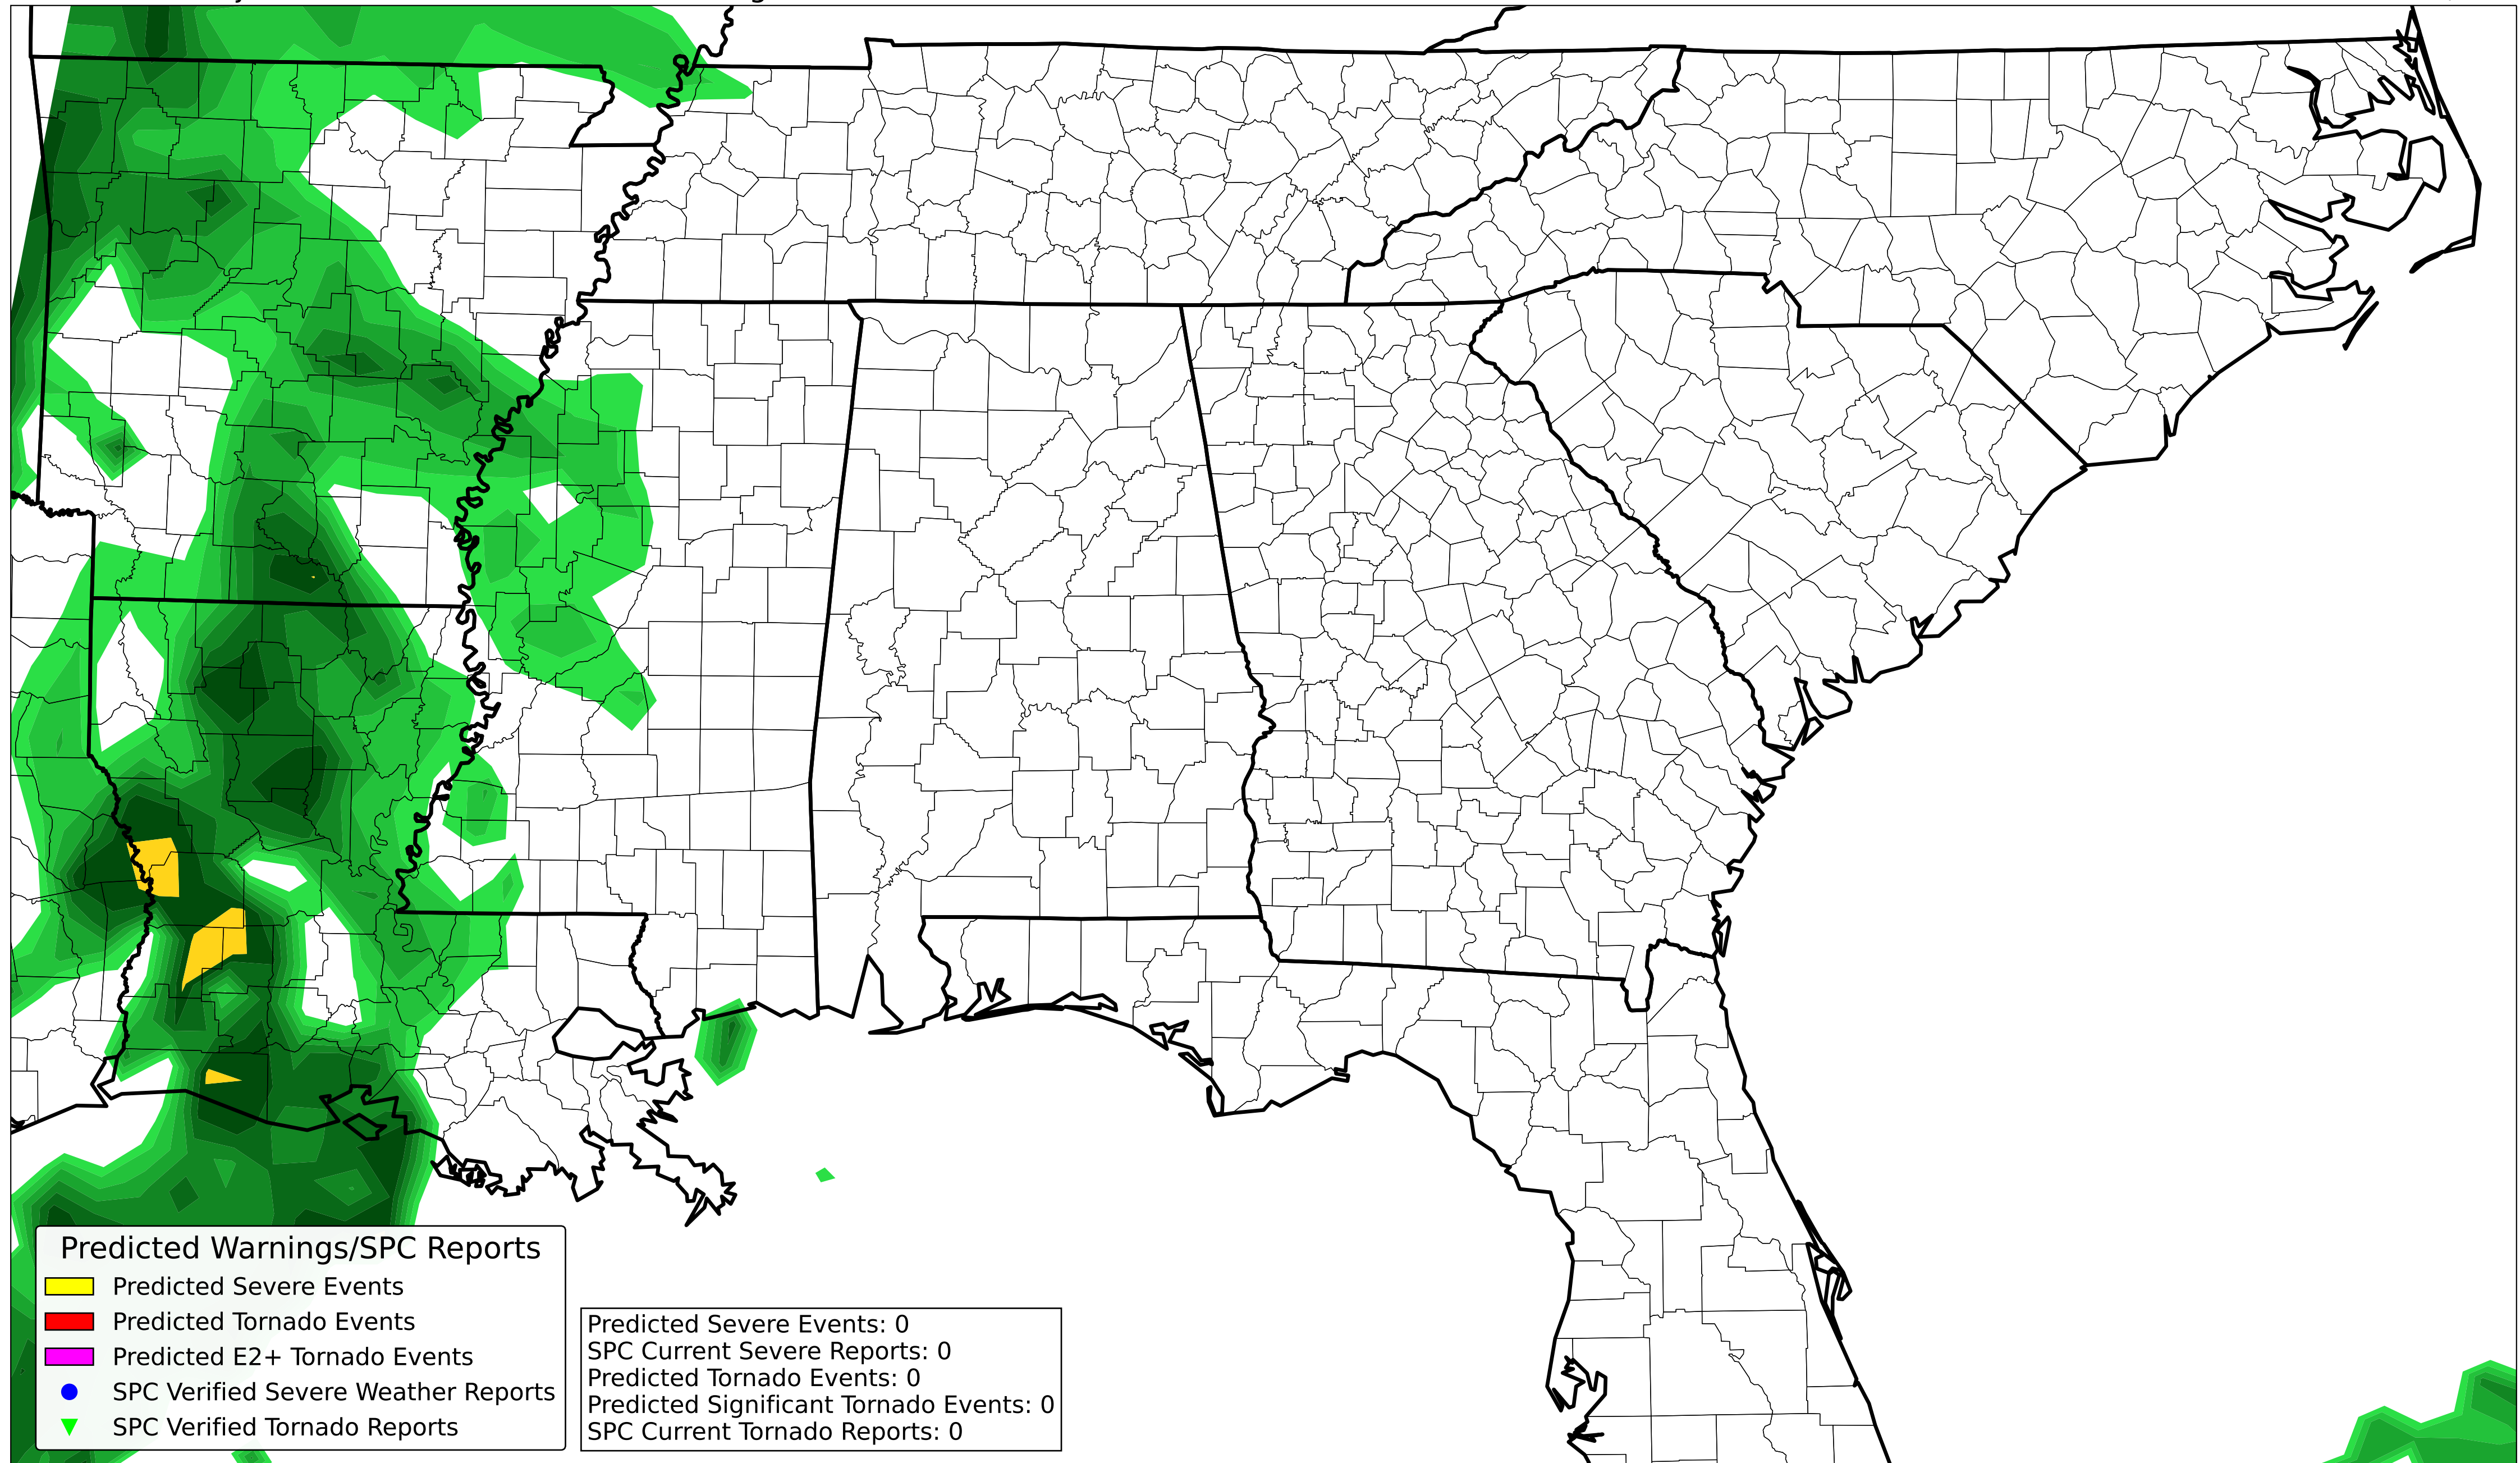 Predicted Warnings/SPC Reports
Predicted Severe Events
Predicted Tornado Events
Predicted E2+ Tornado Events
SPC Verified Severe Weather Reports
SPC Verified Tornado Reports
Predicted Severe Events: 0
SPC Current Severe Reports: 0
Predicted Tornado Events: 0
Predicted Significant Tornado Events: 0
SPC Current Tornado Reports: 0